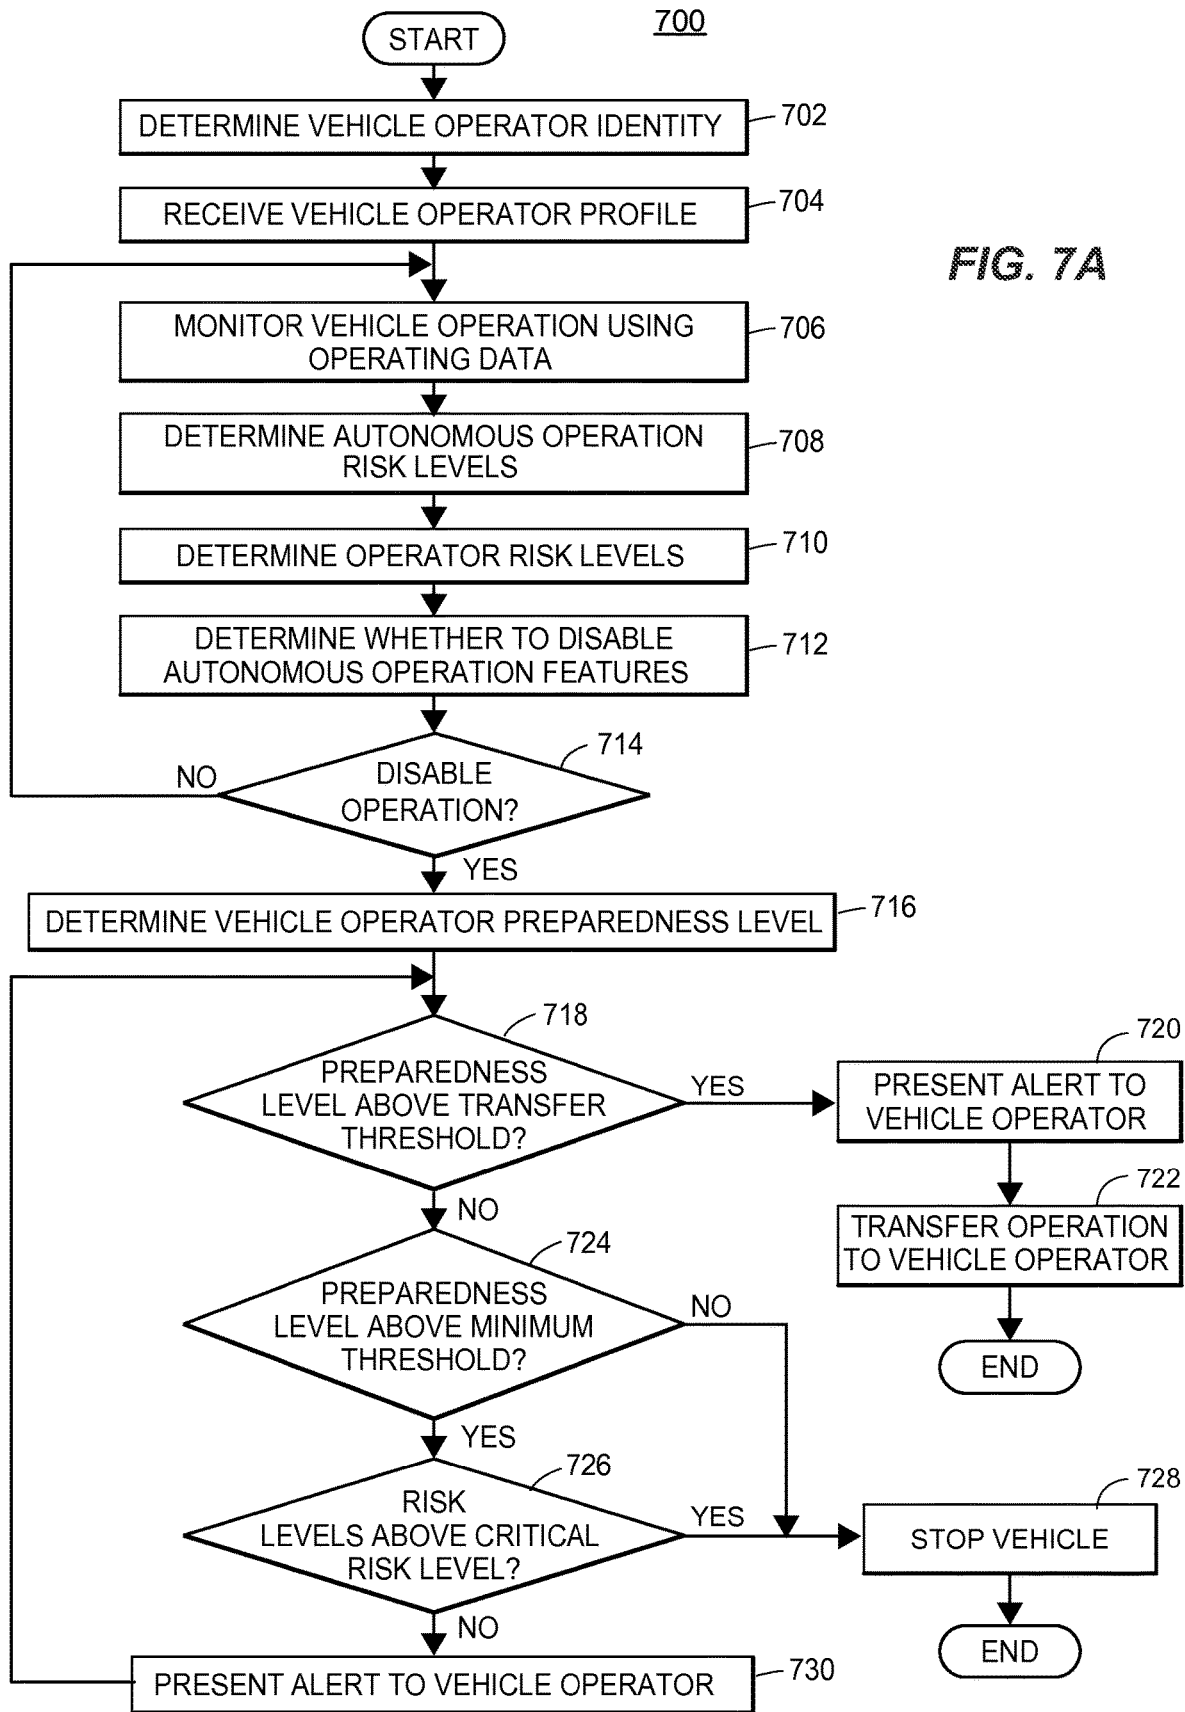 700
START
DETERMINE VEHICLE OPERATOR IDENTITY
702
RECEIVE VEHICLE OPERATOR PROFILE
704
FIG. 7A
MONITOR VEHICLE OPERATION USING
OPERATING DATA
706
DETERMINE AUTONOMOUS OPERATION
RISK LEVELS
708
DETERMINE OPERATOR RISK LEVELS
710
DETERMINE WHETHER TO DISABLE
AUTONOMOUS OPERATION FEATURES
712
714
NO
DISABLE
OPERATION?
YES
DETERMINE VEHICLE OPERATOR PREPAREDNESS LEVEL
716
718
PREPAREDNESS
LEVEL ABOVE TRANSFER
THRESHOLD?
YES
720
PRESENT ALERT TO
VEHICLE OPERATOR
722
TRANSFER OPERATION
TO VEHICLE OPERATOR
END
NO
724
PREPAREDNESS
LEVEL ABOVE MINIMUM
THRESHOLD?
NO
YES
726
RISK
LEVELS ABOVE CRITICAL
RISK LEVEL?
YES
728
STOP VEHICLE
END
NO
PRESENT ALERT TO VEHICLE OPERATOR
730